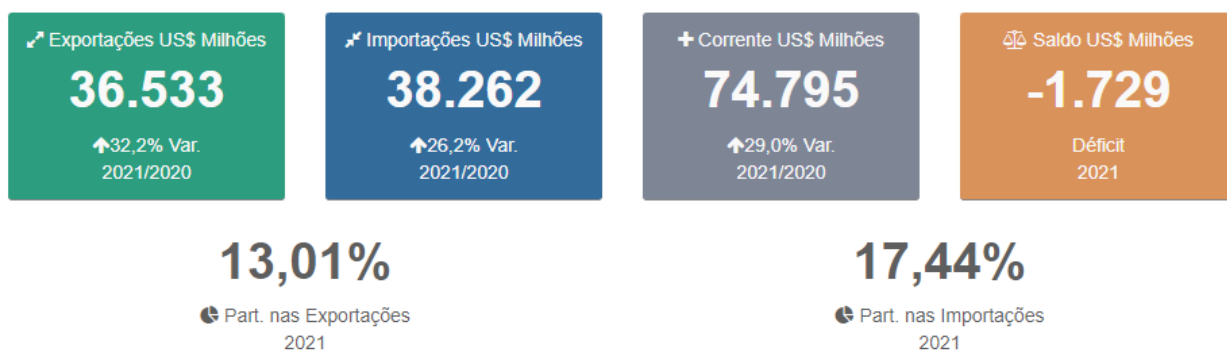 Exportações US$ Milhões
36.533
32,2% Var.
2021/2020
Importações US$ Milhões
38.262
26,2% Var.
2021/2020
Corrente US$ Milhões
74.795
29,0% Var.
2021/2020
Saldo US$ Milhões
-1.729
Déficit
2021
13,01%
Part. nas Exportações
2021
17,44%
Part. nas Importações
2021